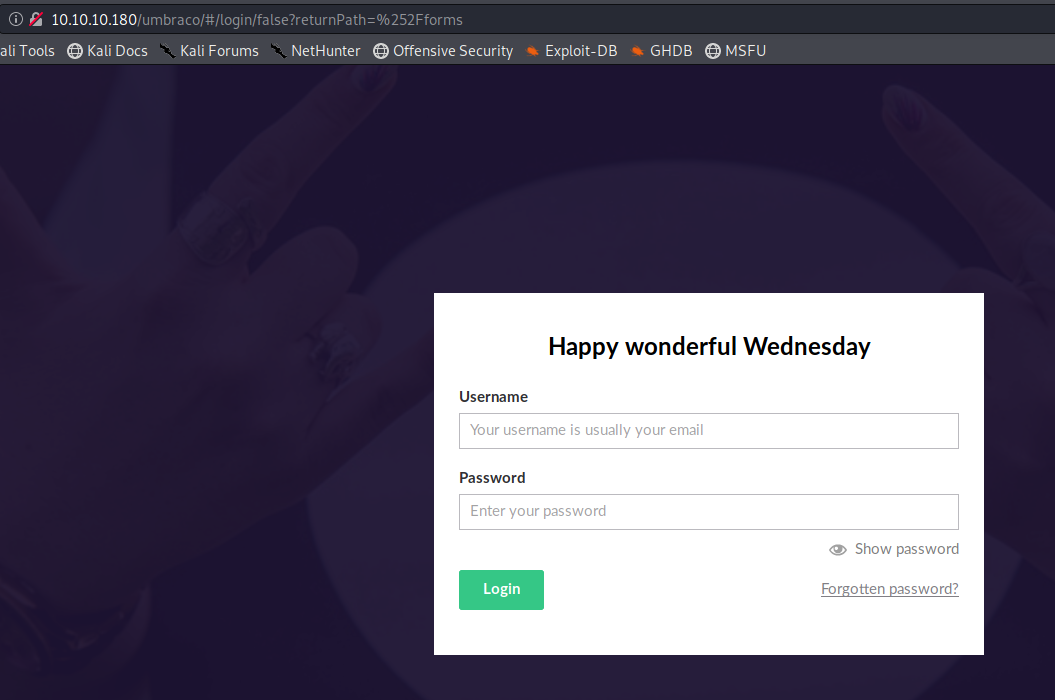 10.10.10.180/umbraco/#/login/false?returnPath=%252Fforms
ali Tools Kali Docs Kali Forums NetHunter Offensive Security Exploit-DB GHDB MSFU
Happy wonderful Wednesday
Username
Your username is usually your email
Password
Enter your password
Show password
Login Forgotten password?